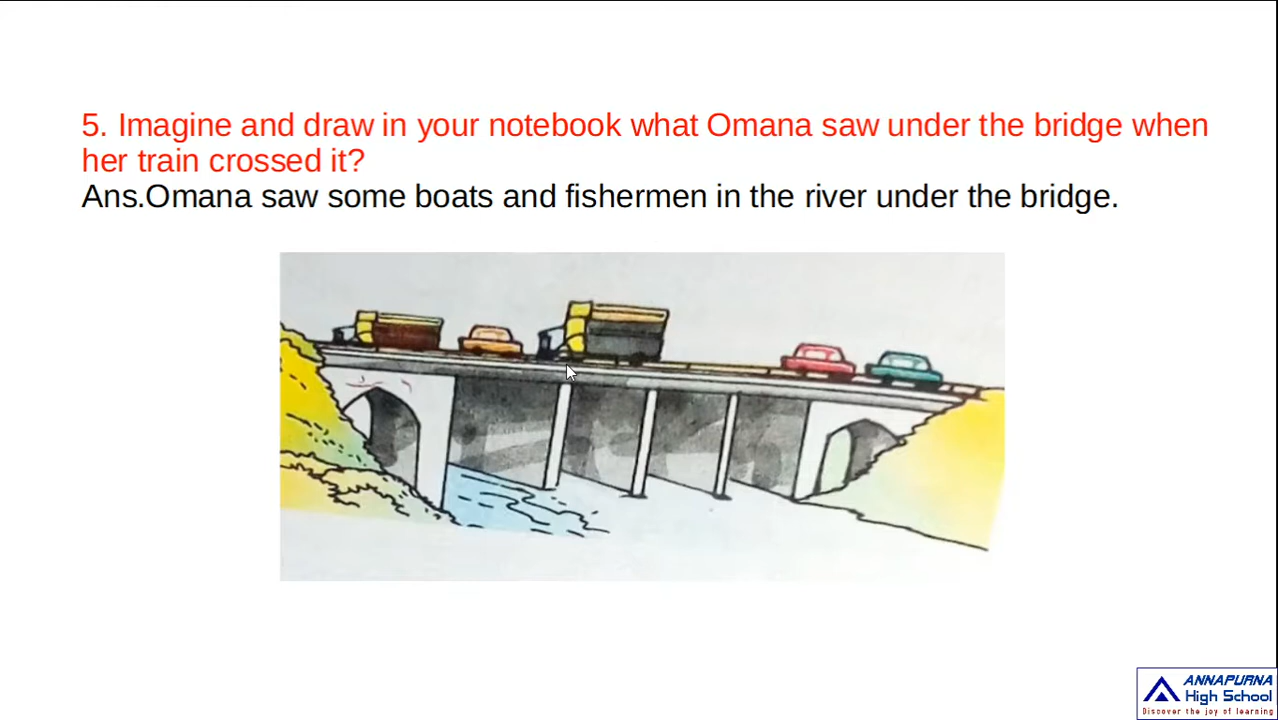 5. Imagine and draw in your notebook what Omana saw under the bridge when
her train crossed it?
Ans.Omana saw some boats and fishermen in the river under the bridge.
ANNAPURNA
High School
Discover the joy of learning